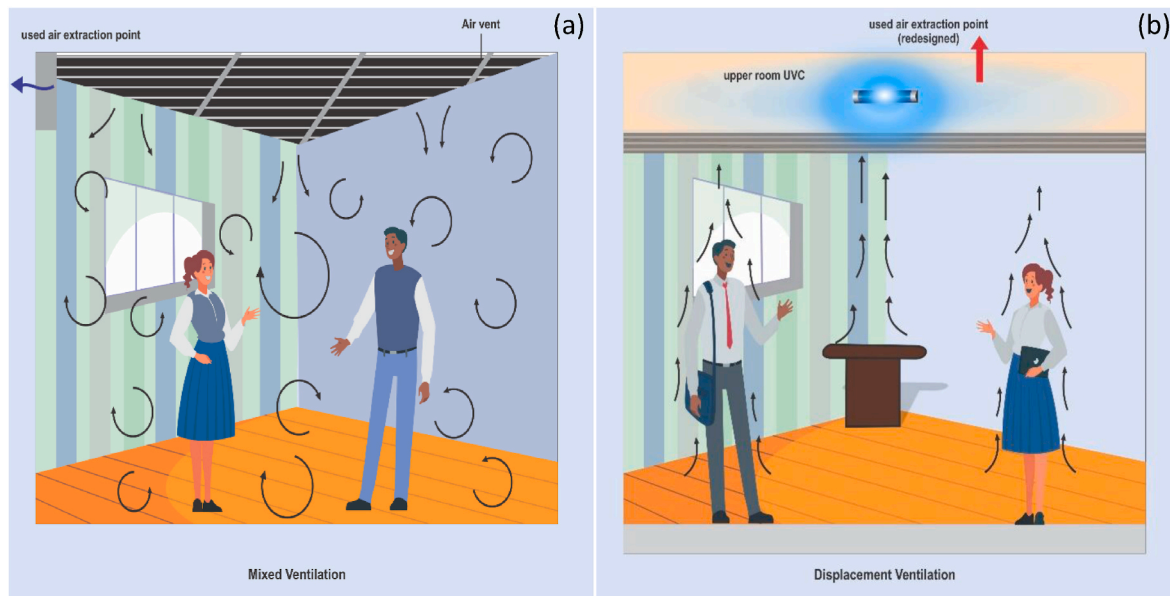 used air extraction point
Air vent
(a)
Mixed Ventilation
used air extraction point
(redesigned)
(b)
upper room UVC
Displacement Ventilation